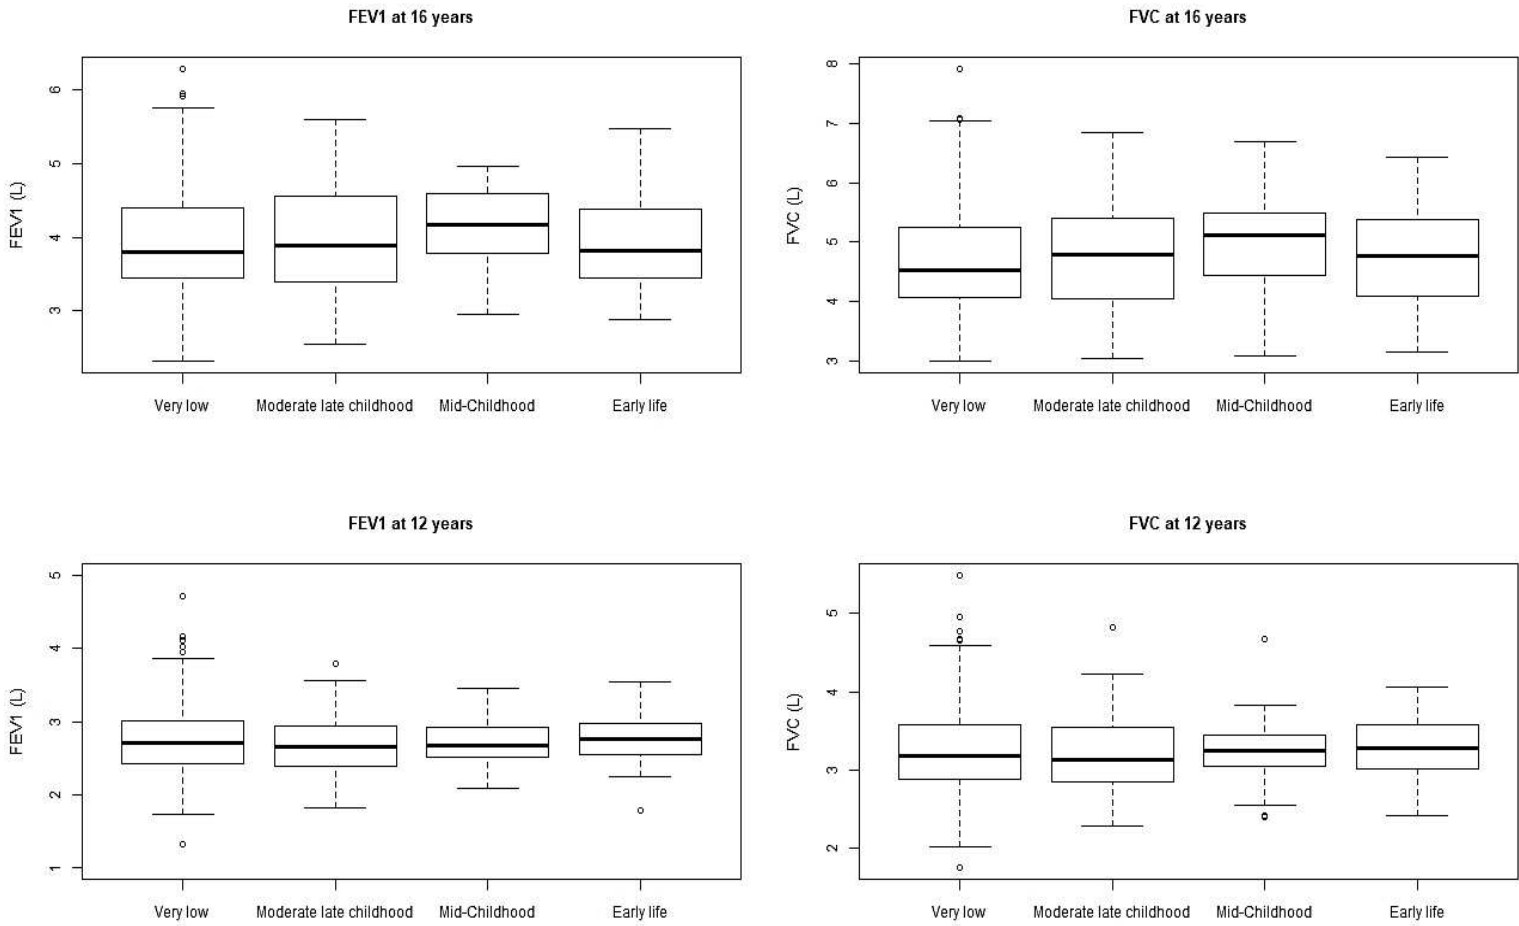 FEV1 at 16 years
FEV1 (L)
6
5
4
3
Very low Moderate late childhood Mid-Childhood Early life
FVC at 16 years
FVC (L)
8
7
6
5
4
3
Very low Moderate late childhood Mid-Childhood Early life
FEV1 at 12 years
FEV1 (L)
5
4
3
2
1
Very low Moderate late childhood Mid-Childhood Early life
FVC at 12 years
FVC (L)
5
4
3
2
Very low Moderate late childhood Mid-Childhood Early life